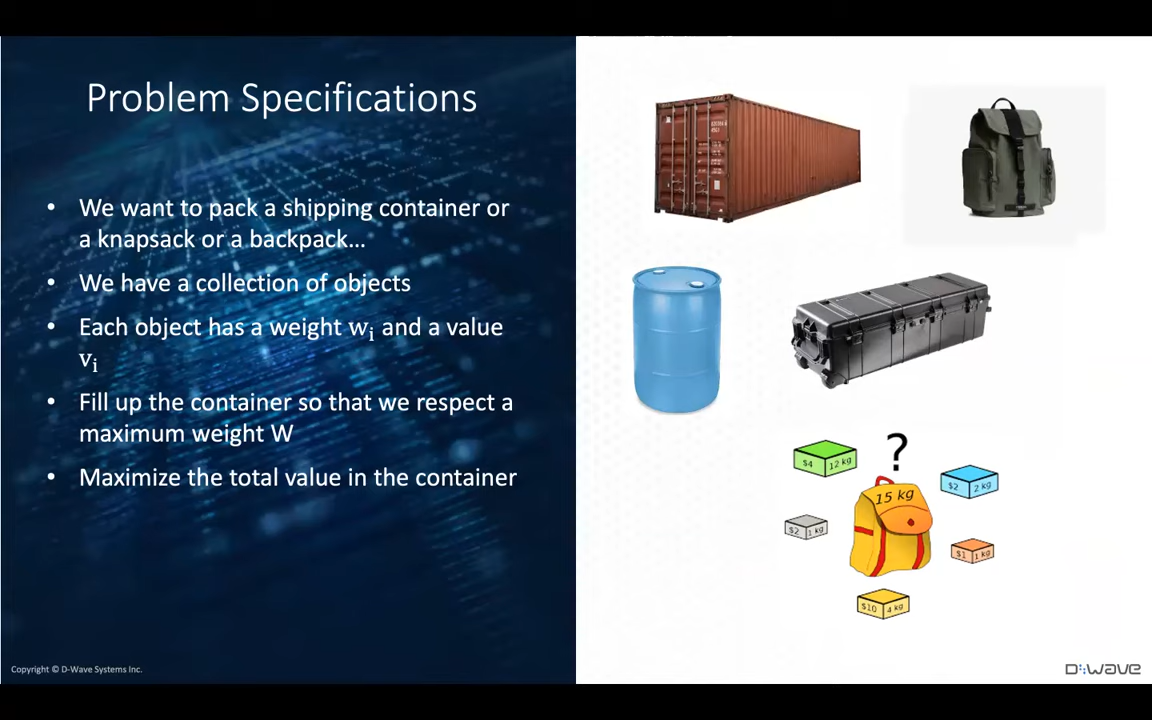 Problem Specifications
• We want to pack a shipping container or
a knapsack or a backpack...
• We have a collection of objects
• Each object has a weight wᵢ and a value
vᵢ
• Fill up the container so that we respect a
maximum weight W
• Maximize the total value in the container
?
$4 12 kg
15 kg
$2 2 kg
$2 1 kg
$1 1 kg
$10 4 kg
Copyright © D-Wave Systems Inc.
D:wave